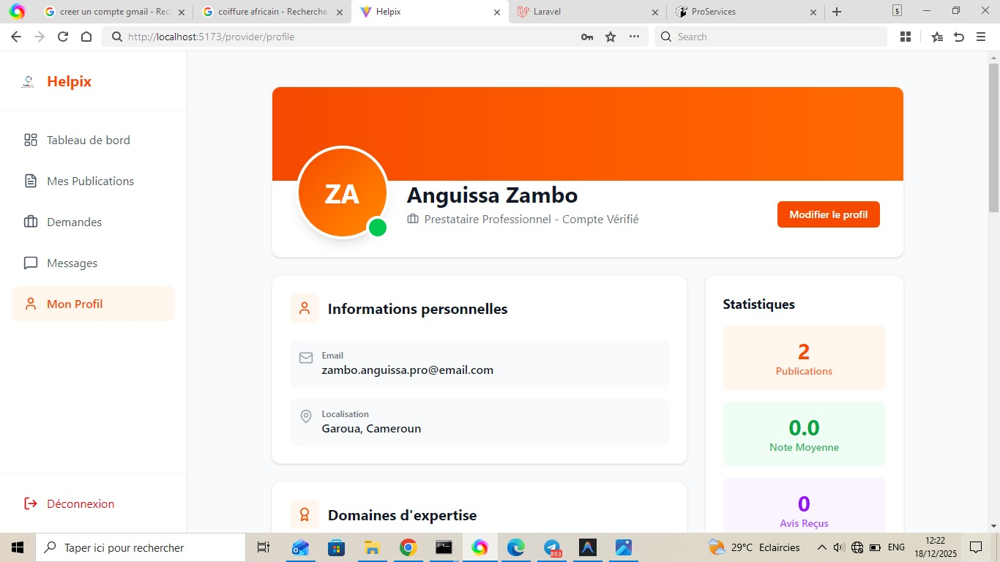 creer un compte gmail - Rec
coiffure africain - Recherche
Helpix
Laravel
ProServices
5
http://localhost:5173/provider/profile
Search
Helpix
Tableau de bord
Mes Publications
Demandes
Messages
Mon Profil
Déconnexion
ZA
Anguissa Zambo
Prestataire Professionnel - Compte Vérifié
Modifier le profil
Informations personnelles
Email
zambo.anguissa.pro@email.com
Localisation
Garoua, Cameroun
Domaines d'expertise
Statistiques
2
Publications
0.0
Note Moyenne
0
Avis Reçus
Taper ici pour rechercher
893
29°C Eclaircies
ENG
12:22
18/12/2025